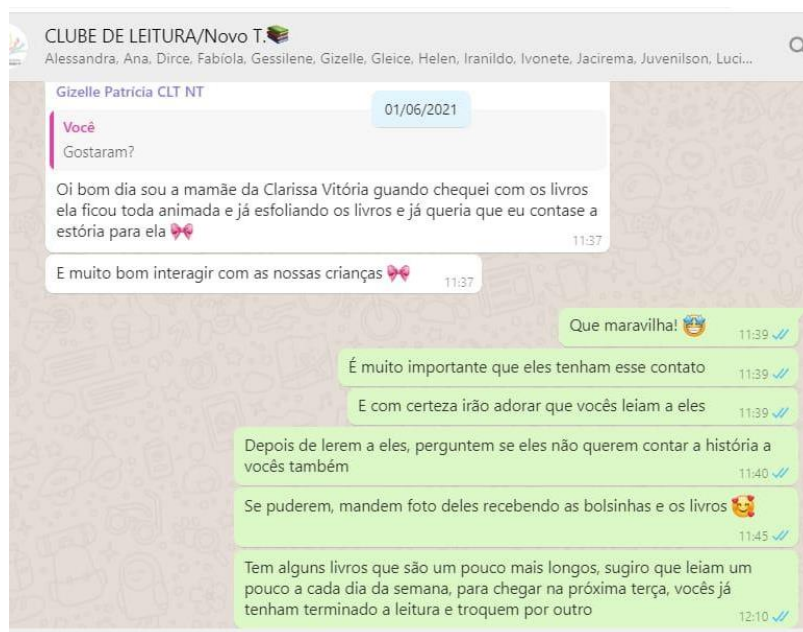 CLUBE DE LEITURA/Novo T.📚
Alessandra, Ana, Dirce, Fabíola, Gessilene, Gizelle, Gleice, Helen, Iranildo, Ivonete, Jacirema, Juvenilson, Luci...
Gizelle Patrícia CLT NT
01/06/2021
Você
Gostaram?
Oi bom dia sou a mamãe da Clarissa Vitória guando chequei com os livros
ela ficou toda animada e já esfoliando os livros e já queria que eu contase a
estória para ela 🎀
11:37
E muito bom interagir com as nossas crianças 🎀
11:37
Que maravilha! 🤩
11:39
É muito importante que eles tenham esse contato
11:39
E com certeza irão adorar que vocês leiam a eles
11:39
Depois de lerem a eles, perguntem se eles não querem contar a história a
vocês também
11:40
Se puderem, mandem foto deles recebendo as bolsinhas e os livros 🥰
11:45
Tem alguns livros que são um pouco mais longos, sugiro que leiam um
pouco a cada dia da semana, para chegar na próxima terça, vocês já
tenham terminado a leitura e troquem por outro
12:10